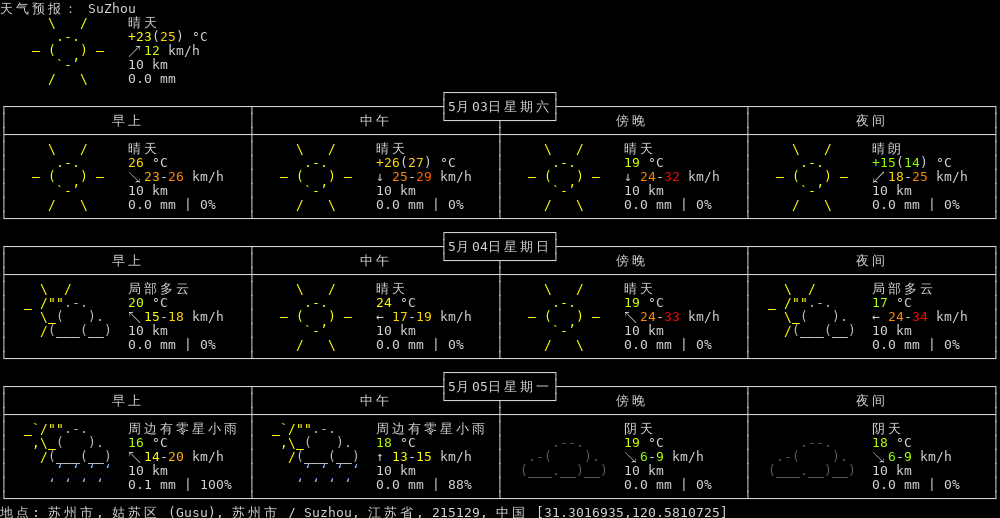 天气预报： SuZhou
晴天
+23(25) °C
↗ 12 km/h
10 km
0.0 mm
5月03日星期六
早上 中午 傍晚 夜间
晴天 晴天 晴天 晴朗
26 °C +26(27) °C 19 °C +15(14) °C
↘ 23-26 km/h ↓ 25-29 km/h ↓ 24-32 km/h ↙ 18-25 km/h
10 km 10 km 10 km 10 km
0.0 mm | 0% 0.0 mm | 0% 0.0 mm | 0% 0.0 mm | 0%
5月04日星期日
早上 中午 傍晚 夜间
局部多云 晴天 晴天 局部多云
20 °C 24 °C 19 °C 17 °C
↖ 15-18 km/h ← 17-19 km/h ↖ 24-33 km/h ← 24-34 km/h
10 km 10 km 10 km 10 km
0.0 mm | 0% 0.0 mm | 0% 0.0 mm | 0% 0.0 mm | 0%
5月05日星期一
早上 中午 傍晚 夜间
周边有零星小雨 周边有零星小雨 阴天 阴天
16 °C 18 °C 19 °C 18 °C
↖ 14-20 km/h ↑ 13-15 km/h ↘ 6-9 km/h ↘ 6-9 km/h
10 km 10 km 10 km 10 km
0.1 mm | 100% 0.0 mm | 88% 0.0 mm | 0% 0.0 mm | 0%
地点: 苏州市, 姑苏区 (Gusu), 苏州市 / Suzhou, 江苏省, 215129, 中国 [31.3016935,120.5810725]